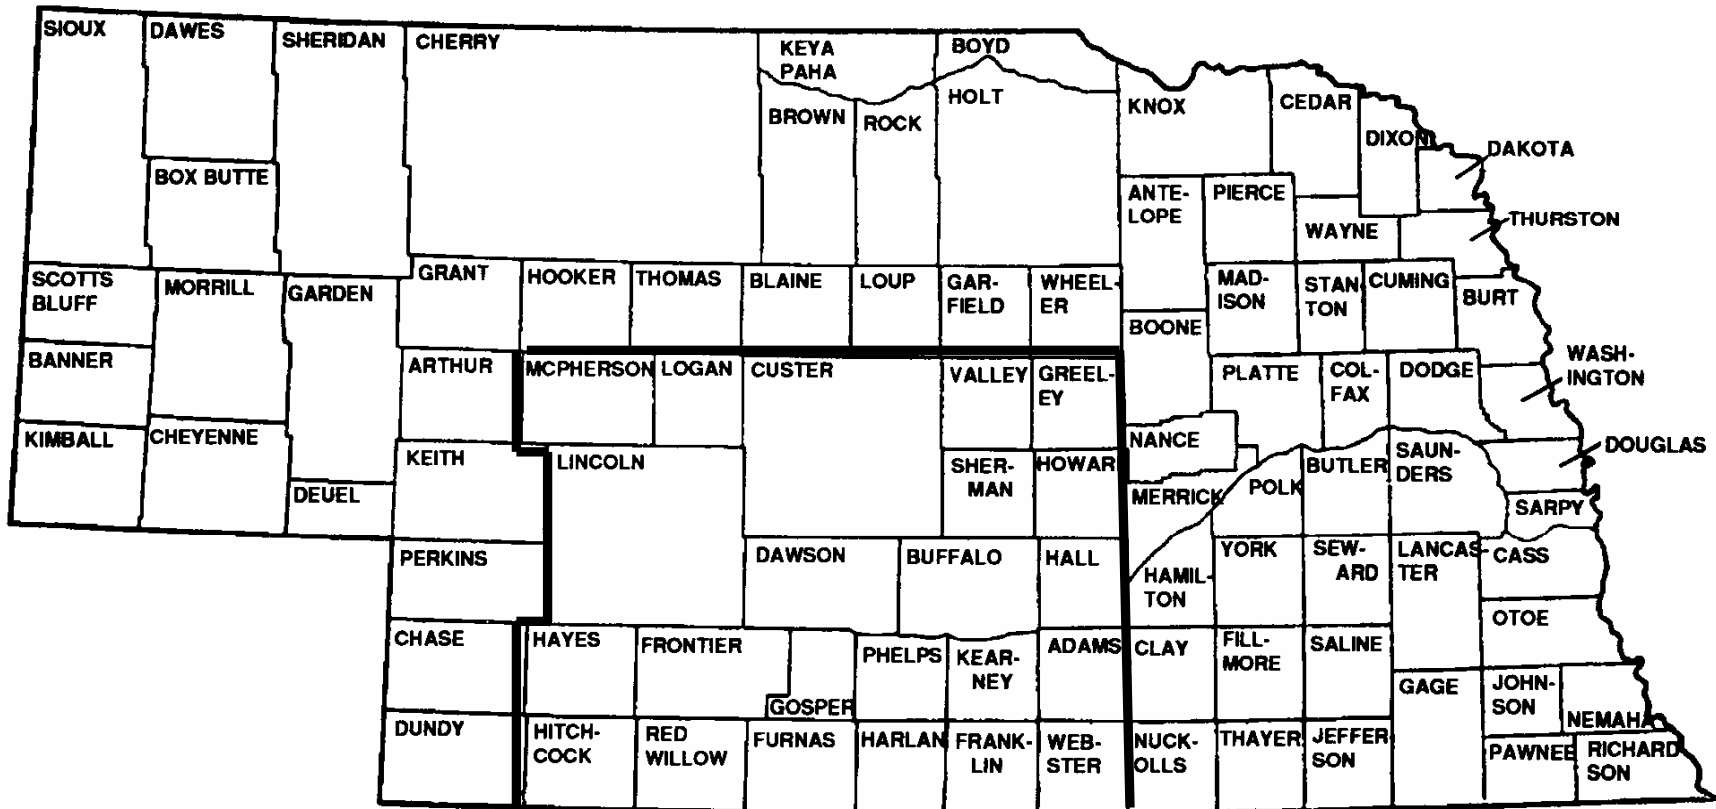 SIOUX
DAWES
SHERIDAN
CHERRY
KEYA
PAHA
BOYD
HOLT
BROWN
ROCK
KNOX
CEDAR
DIXON
DAKOTA
BOX BUTTE
ANTE-
LOPE
PIERCE
WAYNE
THURSTON
SCOTTS
BLUFF
MORRILL
GARDEN
GRANT
HOOKER
THOMAS
BLAINE
LOUP
GAR-
FIELD
WHEEL-
ER
MAD-
ISON
STAN
TON
CUMING
BURT
BOONE
BANNER
ARTHUR
MCPHERSON
LOGAN
CUSTER
VALLEY
GREEL-
EY
PLATTE
COL-
FAX
DODGE
WASH-
INGTON
KIMBALL
CHEYENNE
KEITH
LINCOLN
SHER-
MAN
HOWAR
NANCE
MERRICK
POLK
BUTLER
SAUN-
DERS
DOUGLAS
DEUEL
SARPY
PERKINS
DAWSON
BUFFALO
HALL
HAMIL-
TON
YORK
SEW-
ARD
LANCAS-
TER
CASS
OTOE
CHASE
HAYES
FRONTIER
GOSPER
PHELPS
KEAR-
NEY
ADAMS
CLAY
FILL-
MORE
SALINE
GAGE
JOHN-
SON
NEMAHA
DUNDY
HITCH-
COCK
RED
WILLOW
FURNAS
HARLAN
FRANK-
LIN
WEB-
STER
NUCK-
OLLS
THAYER
JEFFER
SON
PAWNEE
RICHARD
SON